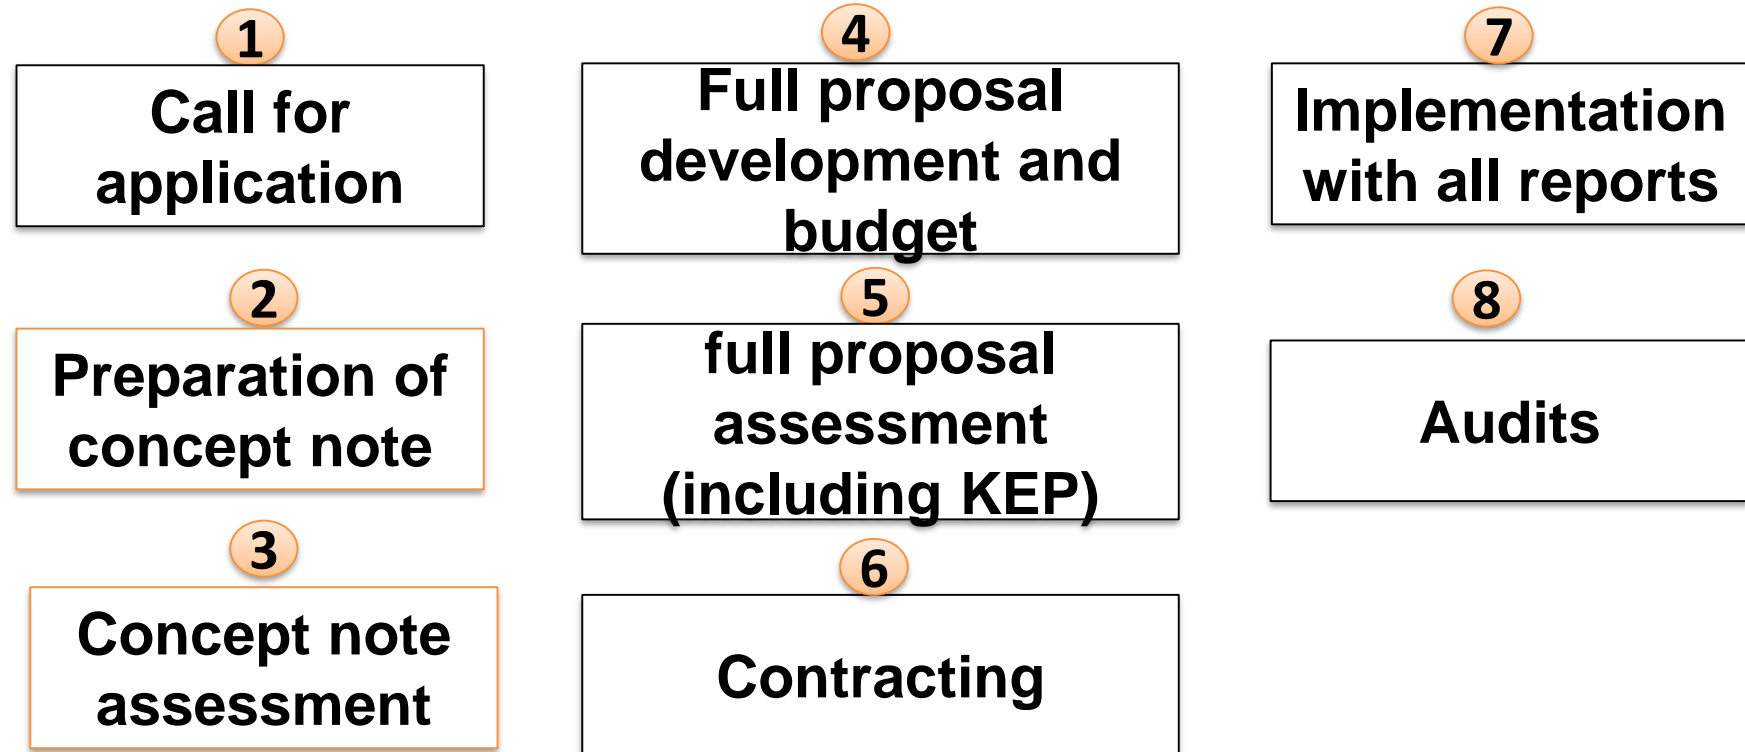 1
Call for
application
2
Preparation of
concept note
3
Concept note
assessment
4
Full proposal
development and
budget
5
full proposal
assessment
(including KEP)
6
Contracting
7
Implementation
with all reports
8
Audits